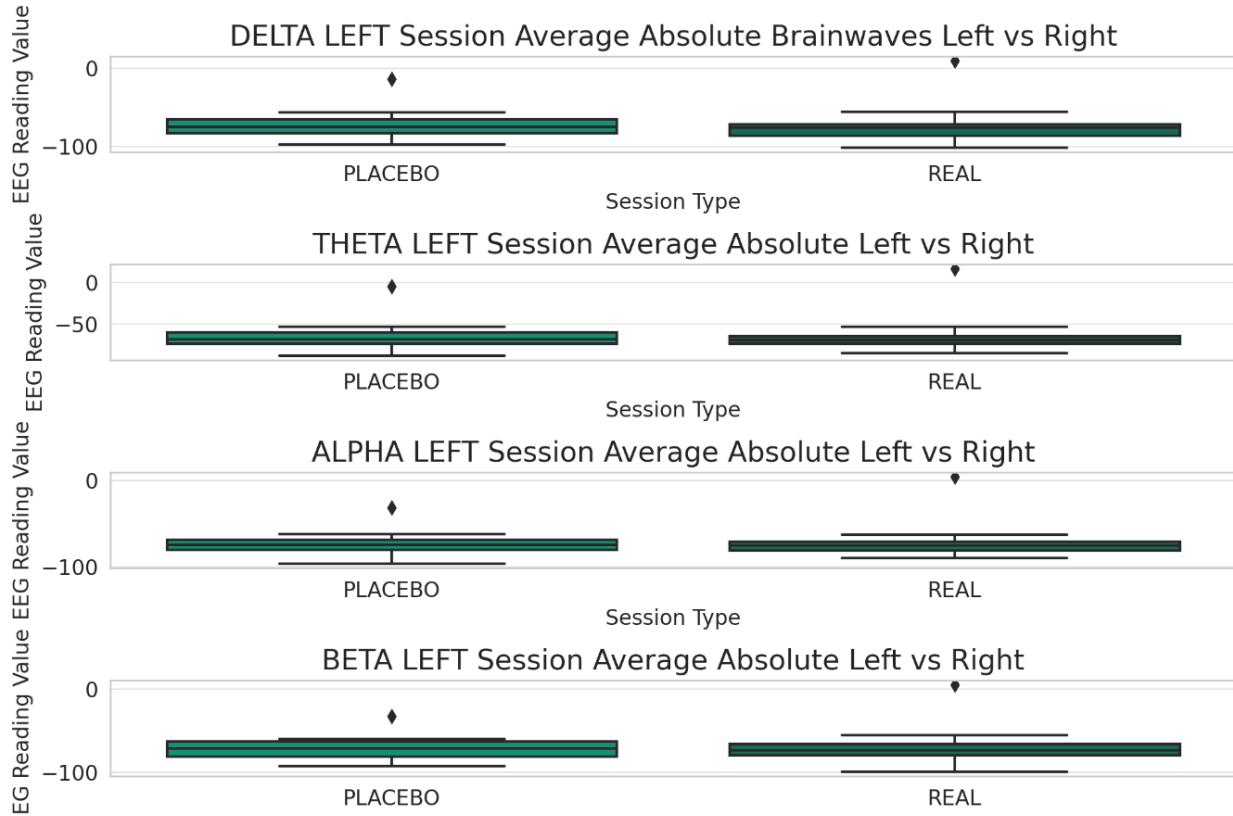 DELTA LEFT Session Average Absolute Brainwaves Left vs Right
EEG Reading Value
0
−100
PLACEBO
REAL
Session Type
THETA LEFT Session Average Absolute Left vs Right
EEG Reading Value
0
−50
PLACEBO
REAL
Session Type
ALPHA LEFT Session Average Absolute Left vs Right
EEG Reading Value
0
−100
PLACEBO
REAL
Session Type
BETA LEFT Session Average Absolute Left vs Right
EG Reading Value
0
−100
PLACEBO
REAL